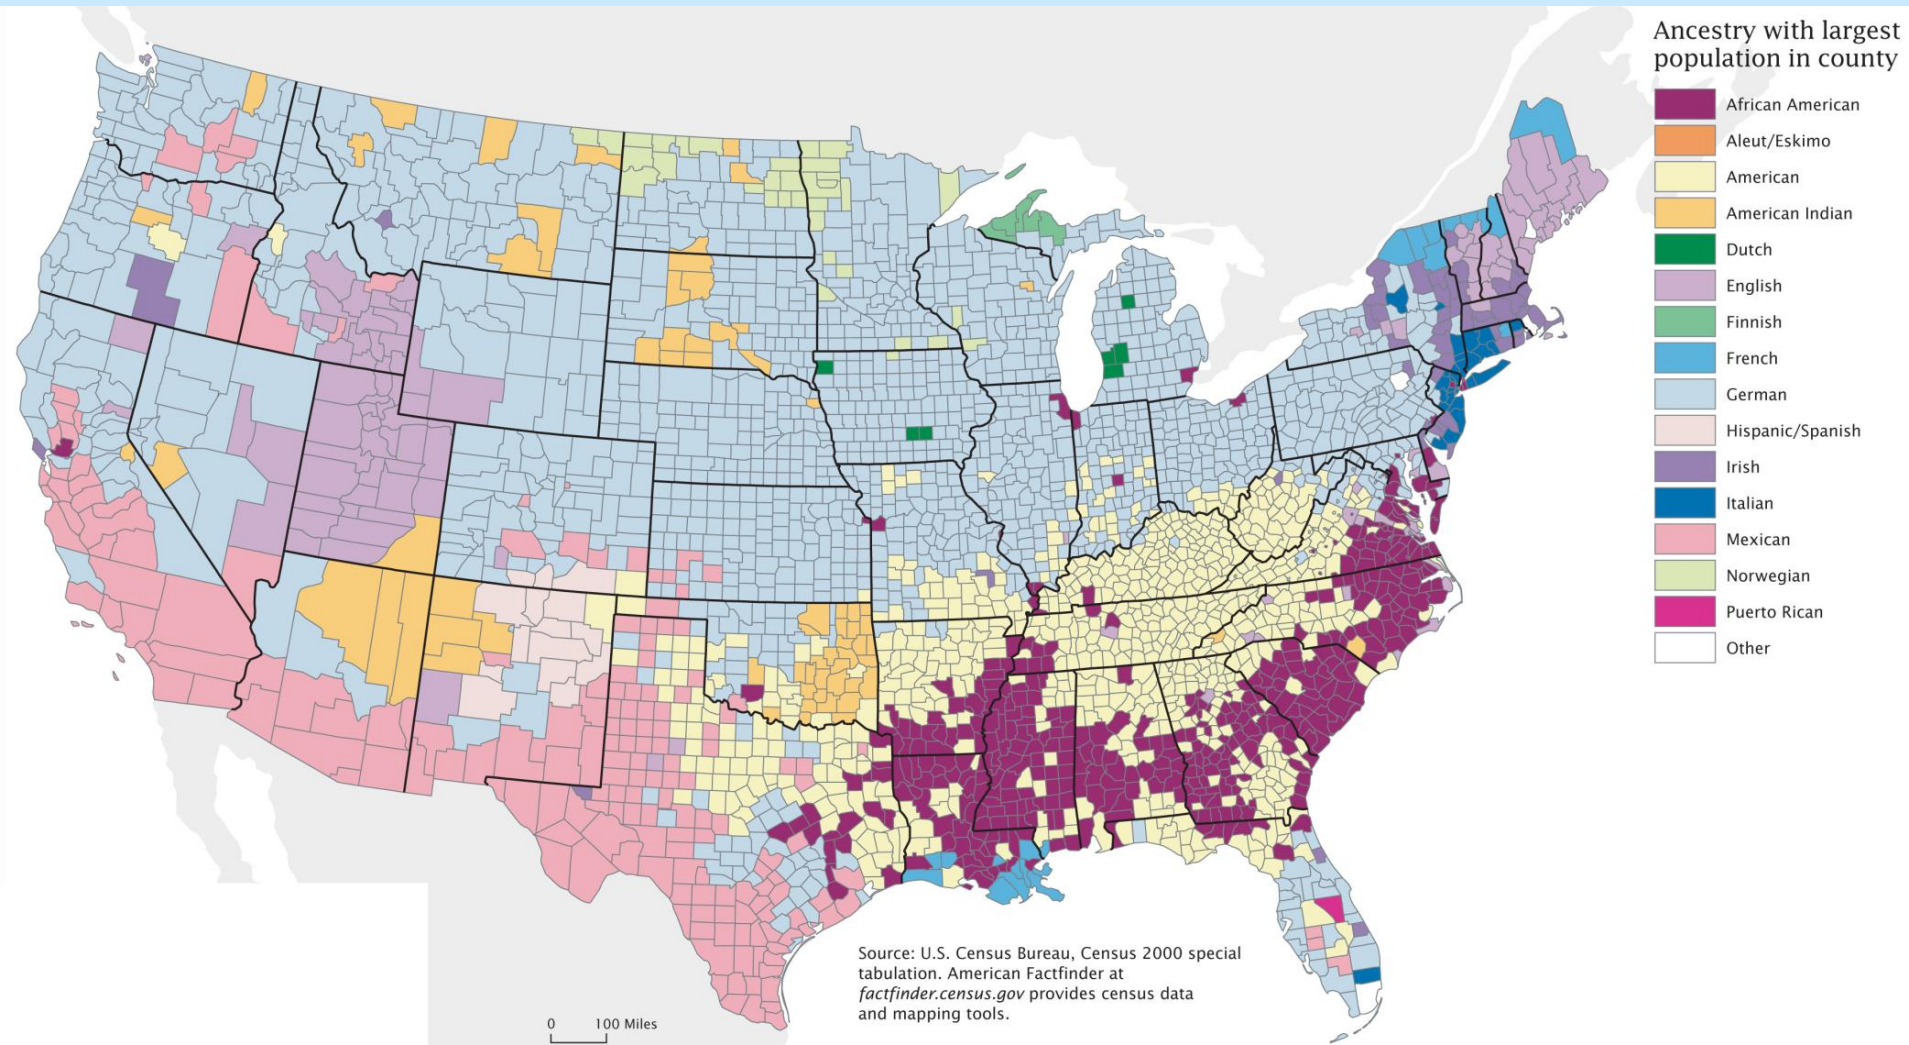 Ancestry with largest
population in county
African American
Aleut/Eskimo
American
American Indian
Dutch
English
Finnish
French
German
Hispanic/Spanish
Irish
Italian
Mexican
Norwegian
Puerto Rican
Other
Source: U.S. Census Bureau, Census 2000 special
tabulation. American Factfinder at
factfinder.census.gov provides census data
and mapping tools.
0 100 Miles